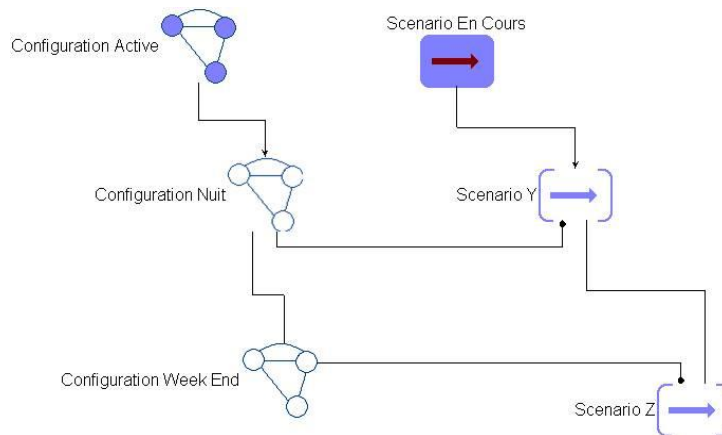 Scenario En Cours
Configuration Active
Configuration Nuit
Scenario Y
Configuration Week End
Scenario Z